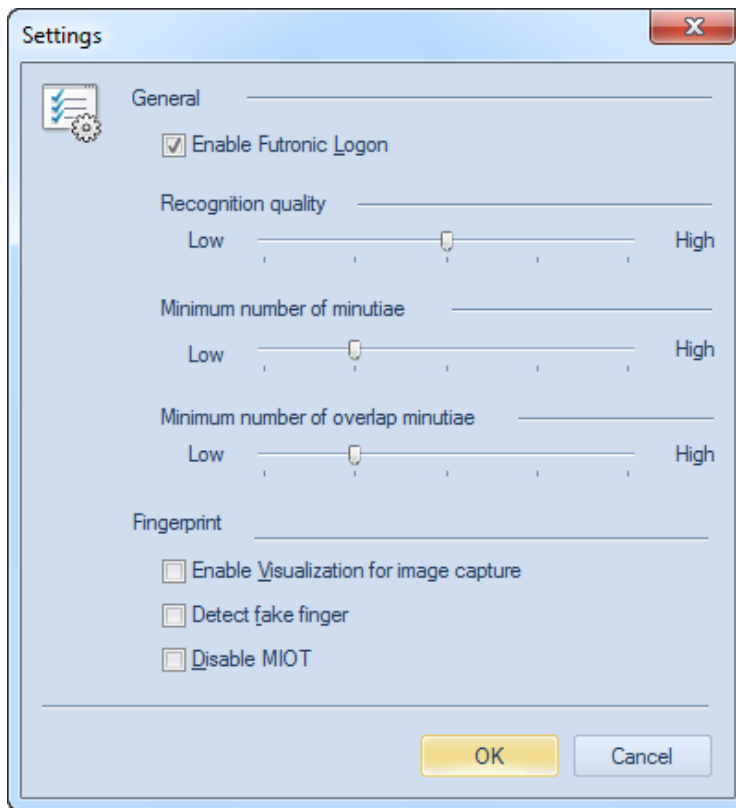 Settings
General
Enable Futronic Logon
Recognition quality
Low High
Minimum number of minutiae
Low High
Minimum number of overlap minutiae
Low High
Fingerprint
Enable Visualization for image capture
Detect fake finger
Disable MIOT
OK Cancel